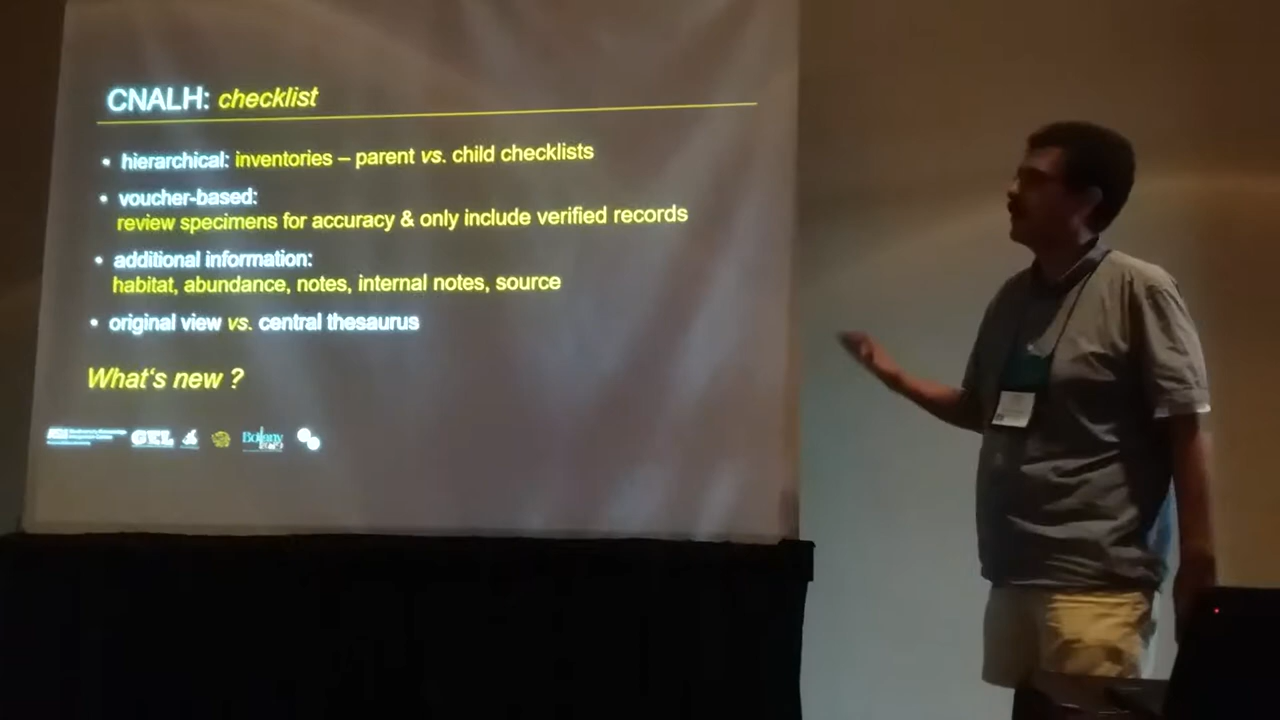 CNALH: checklist
• hierarchical: inventories – parent vs. child checklists
• voucher-based:
review specimens for accuracy & only include verified records
• additional information:
habitat, abundance, notes, internal notes, source
• original view vs. central thesaurus
What's new ?
Botany